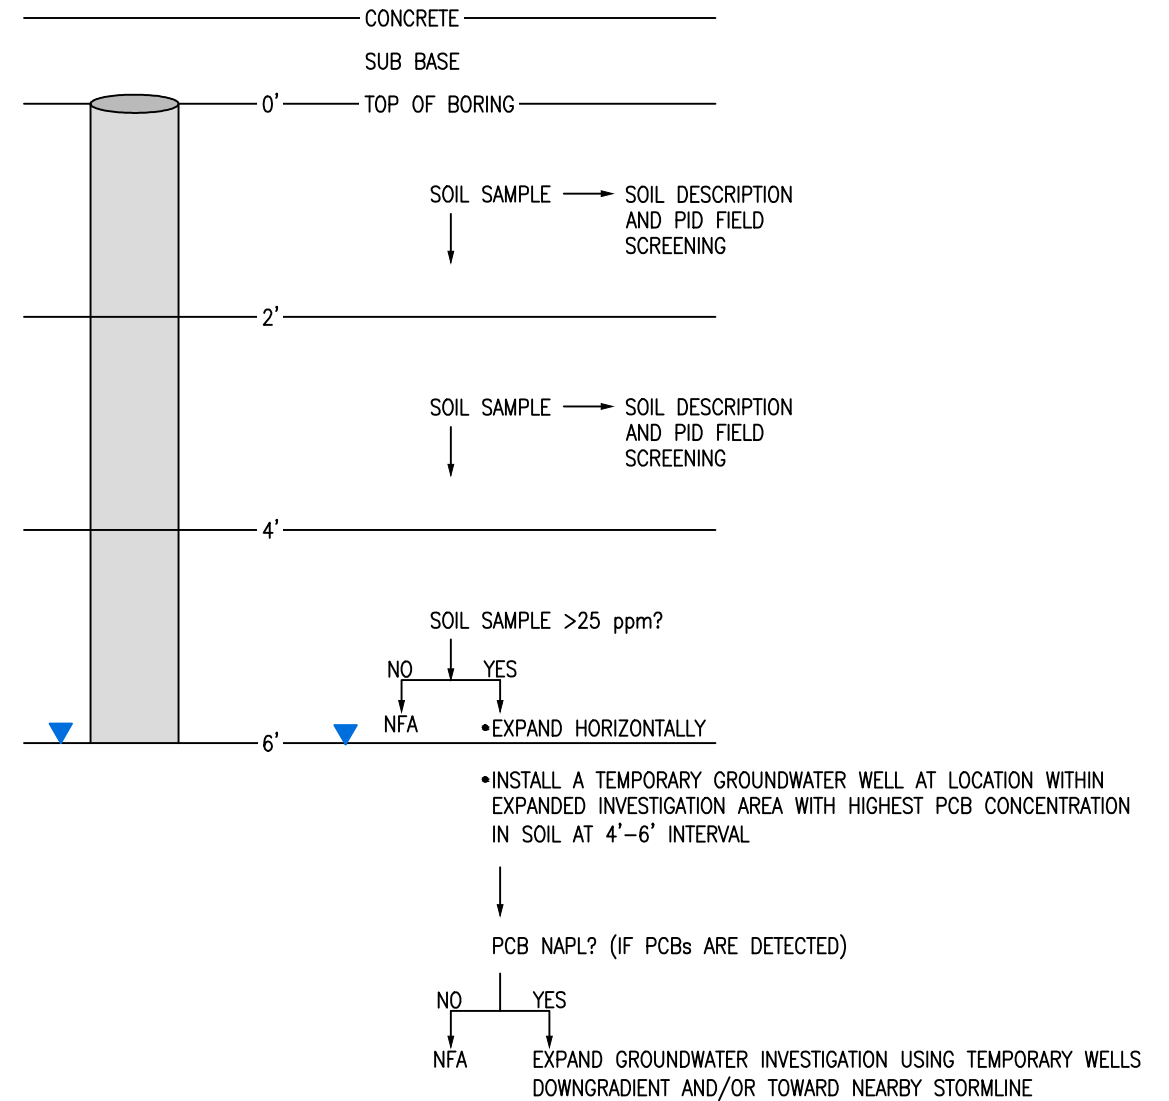 CONCRETE
SUB BASE
0' TOP OF BORING
SOIL SAMPLE SOIL DESCRIPTION
AND PID FIELD
SCREENING
2'
SOIL SAMPLE SOIL DESCRIPTION
AND PID FIELD
SCREENING
4'
SOIL SAMPLE >25 ppm?
NO YES
NFA •EXPAND HORIZONTALLY
6'
•INSTALL A TEMPORARY GROUNDWATER WELL AT LOCATION WITHIN
EXPANDED INVESTIGATION AREA WITH HIGHEST PCB CONCENTRATION
IN SOIL AT 4'-6' INTERVAL
PCB NAPL? (IF PCBs ARE DETECTED)
NO YES
NFA EXPAND GROUNDWATER INVESTIGATION USING TEMPORARY WELLS
DOWNGRADIENT AND/OR TOWARD NEARBY STORMLINE